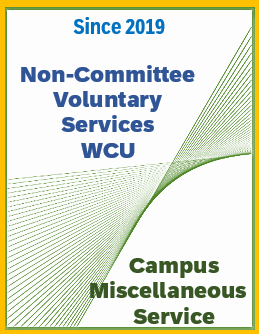 Since 2019
Non-Committee
Voluntary
Services
WCU
Campus
Miscellaneous
Service